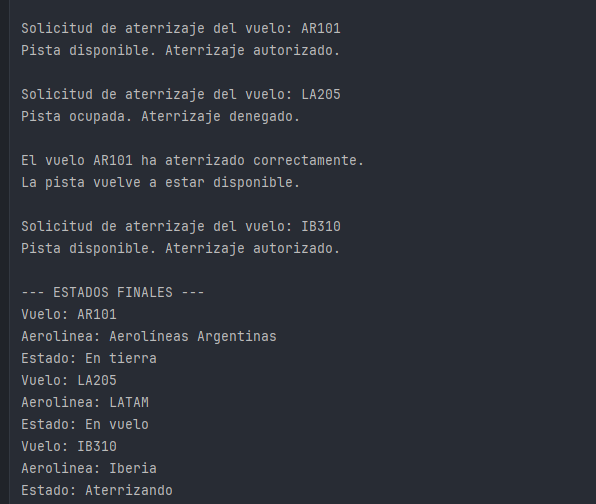 Solicitud de aterrizaje del vuelo: AR101
Pista disponible. Aterrizaje autorizado.
Solicitud de aterrizaje del vuelo: LA205
Pista ocupada. Aterrizaje denegado.
El vuelo AR101 ha aterrizado correctamente.
La pista vuelve a estar disponible.
Solicitud de aterrizaje del vuelo: IB310
Pista disponible. Aterrizaje autorizado.
--- ESTADOS FINALES ---
Vuelo: AR101
Aerolinea: Aerolíneas Argentinas
Estado: En tierra
Vuelo: LA205
Aerolinea: LATAM
Estado: En vuelo
Vuelo: IB310
Aerolinea: Iberia
Estado: Aterrizando